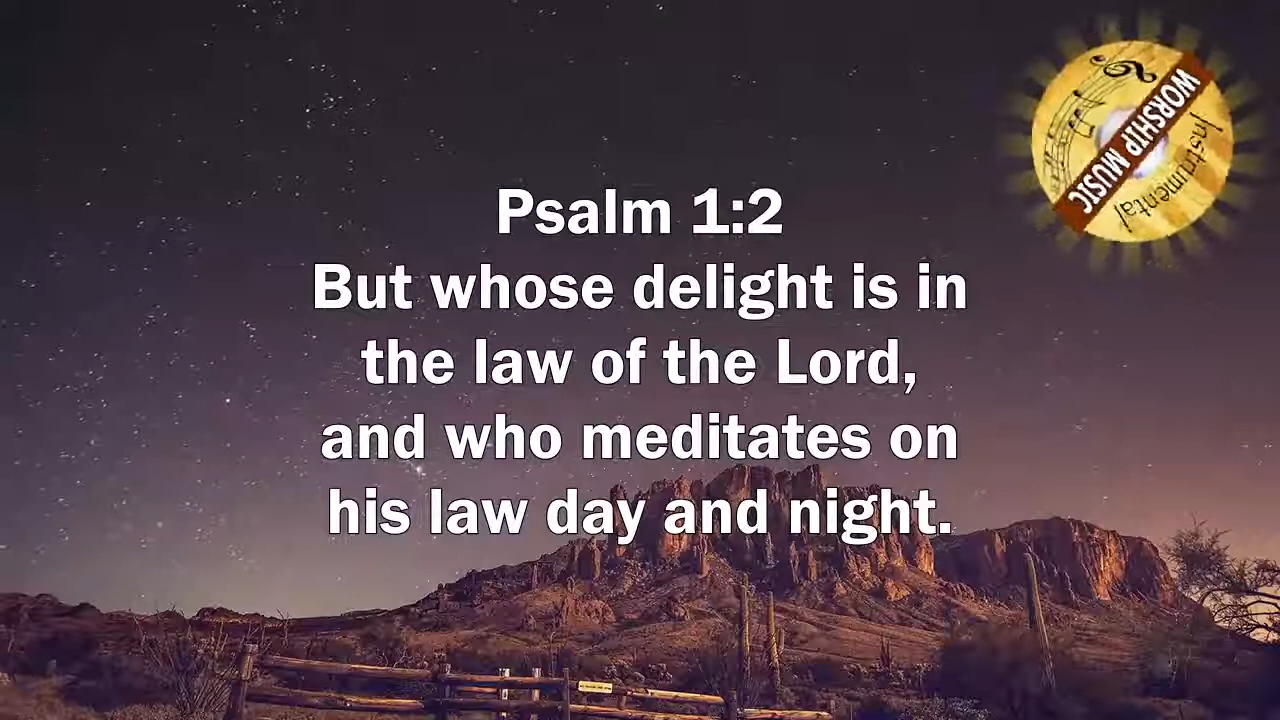 Psalm 1:2
But whose delight is in
the law of the Lord,
and who meditates on
his law day and night.
WORSHIP MUSIC
Instrumental